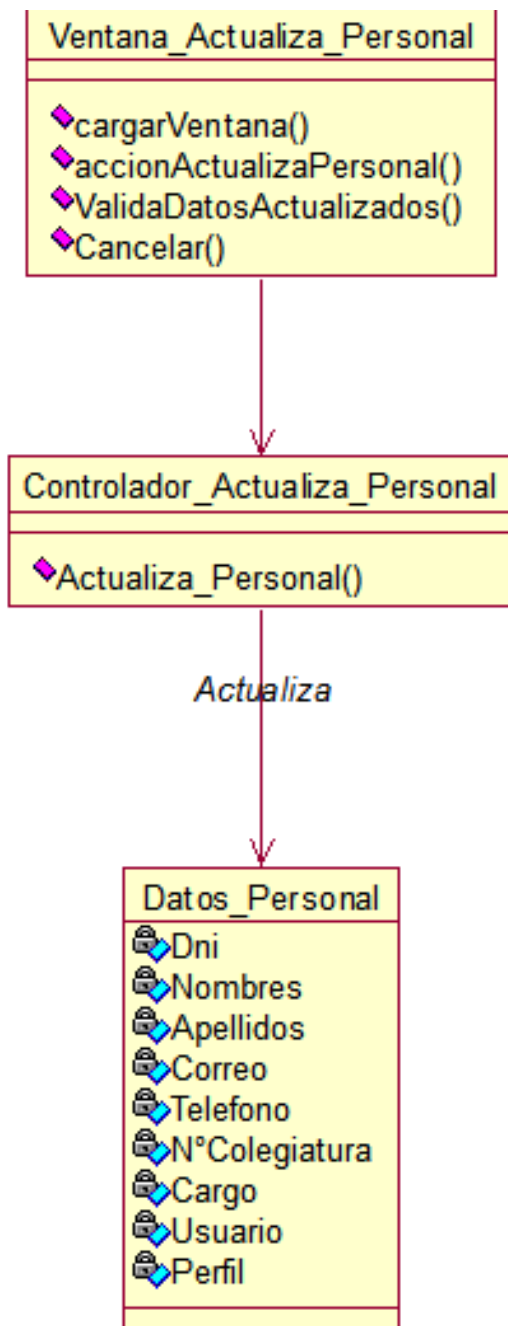 Ventana_Actualiza_Personal
cargarVentana()
accionActualizaPersonal()
ValidaDatosActualizados()
Cancelar()
Controlador_Actualiza_Personal
Actualiza_Personal()
Actualiza
Datos_Personal
Dni
Nombres
Apellidos
Correo
Telefono
N°Colegiatura
Cargo
Usuario
Perfil